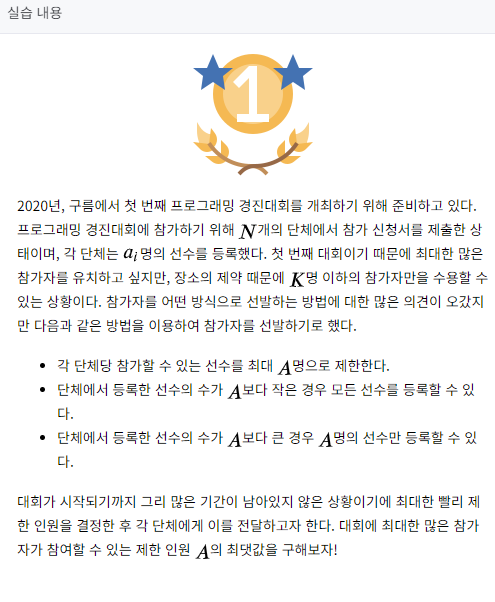 실습 내용
1
2020년, 구름에서 첫 번째 프로그래밍 경진대회를 개최하기 위해 준비하고 있다.
프로그래밍 경진대회에 참가하기 위해 N개의 단체에서 참가 신청서를 제출한 상
태이며, 각 단체는 a_i명의 선수를 등록했다. 첫 번째 대회이기 때문에 최대한 많은
참가자를 유치하고 싶지만, 장소의 제약 때문에 K명 이하의 참가자만을 수용할 수
있는 상황이다. 참가자를 어떤 방식으로 선발하는 방법에 대한 많은 의견이 오갔지
만 다음과 같은 방법을 이용하여 참가자를 선발하기로 했다.
• 각 단체당 참가할 수 있는 선수를 최대 A명으로 제한한다.
• 단체에서 등록한 선수의 수가 A보다 작은 경우 모든 선수를 등록할 수 있
다.
• 단체에서 등록한 선수의 수가 A보다 큰 경우 A명의 선수만 등록할 수 있
다.
대회가 시작되기까지 그리 많은 기간이 남아있지 않은 상황이기에 최대한 빨리 제
한 인원을 결정한 후 각 단체에게 이를 전달하고자 한다. 대회에 최대한 많은 참가
자가 참여할 수 있는 제한 인원 A의 최댓값을 구해보자!